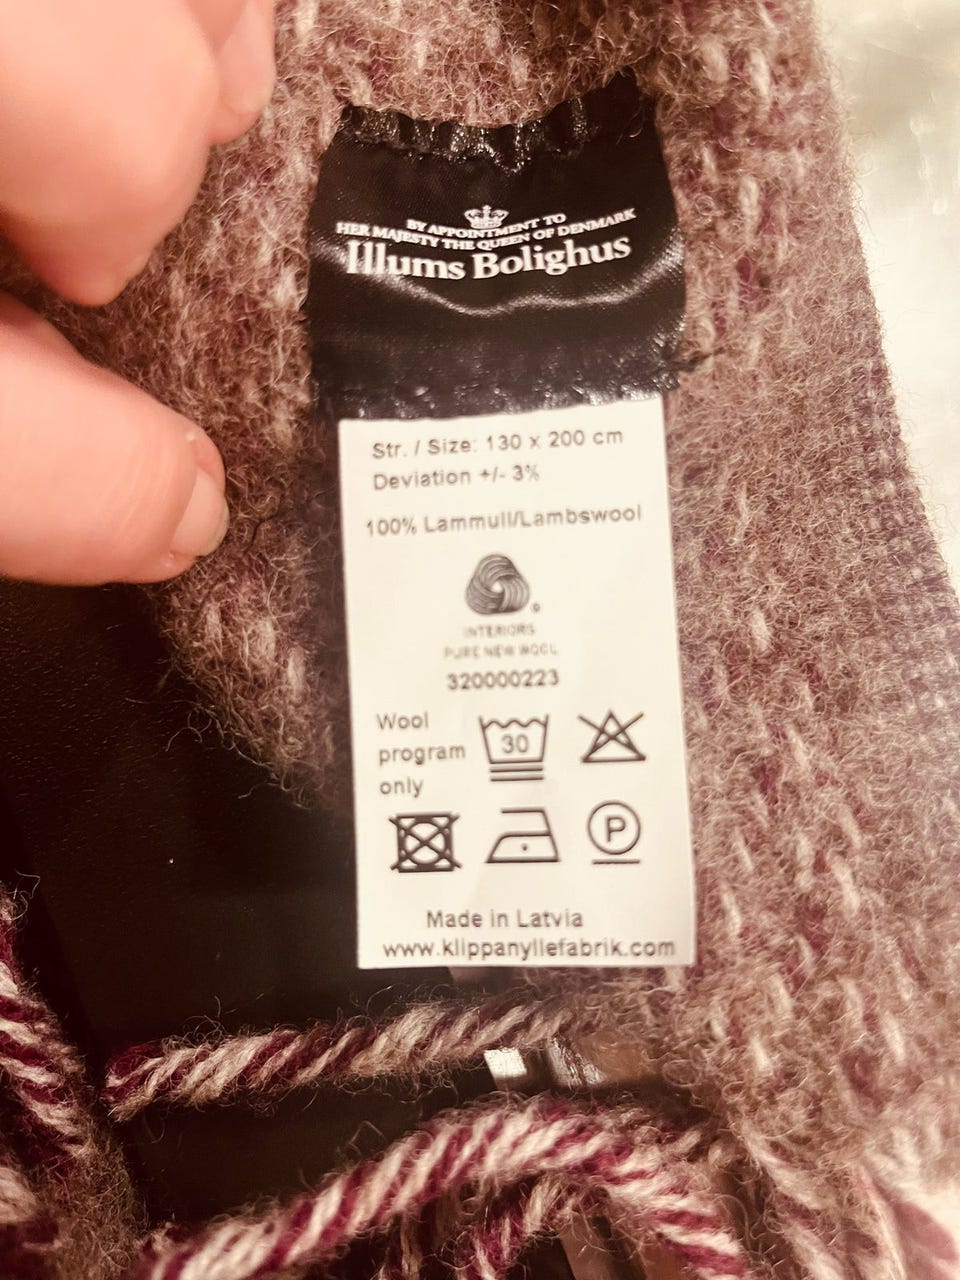 BY APPOINTMENT TO
HER MAJESTY THE QUEEN OF DENMARK
Illums Bolighus
Str. / Size: 130 x 200 cm
Deviation +/- 3%
100% Lammull/Lambswool
INTERIORS
PURE NEW WOOL
320000223
Wool
program
only
30
P
Made in Latvia
www.klippanyllefabrik.com